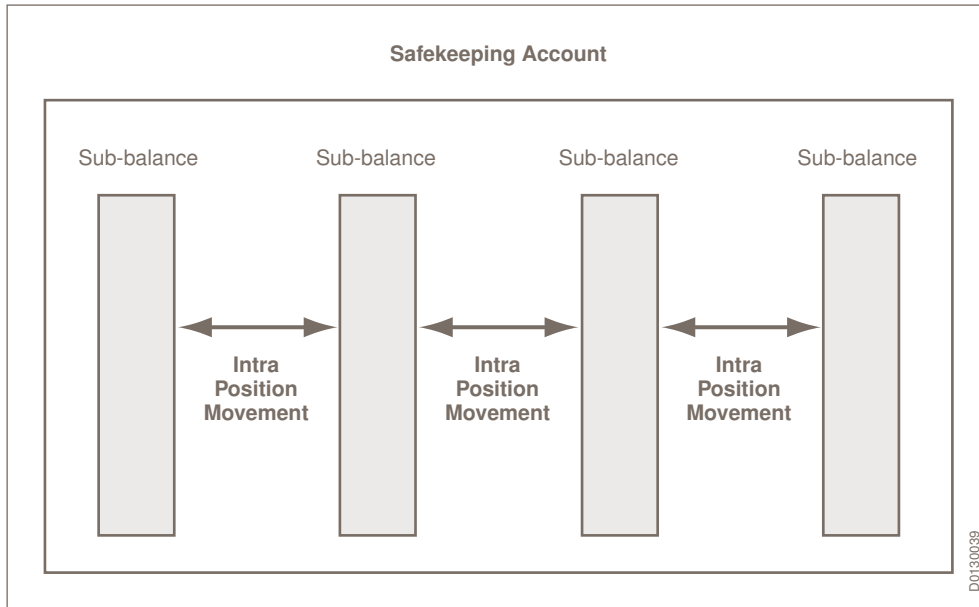 Safekeeping Account
Sub-balance Sub-balance Sub-balance Sub-balance
Intra Intra Intra
Position Position Position
Movement Movement Movement
D0130039